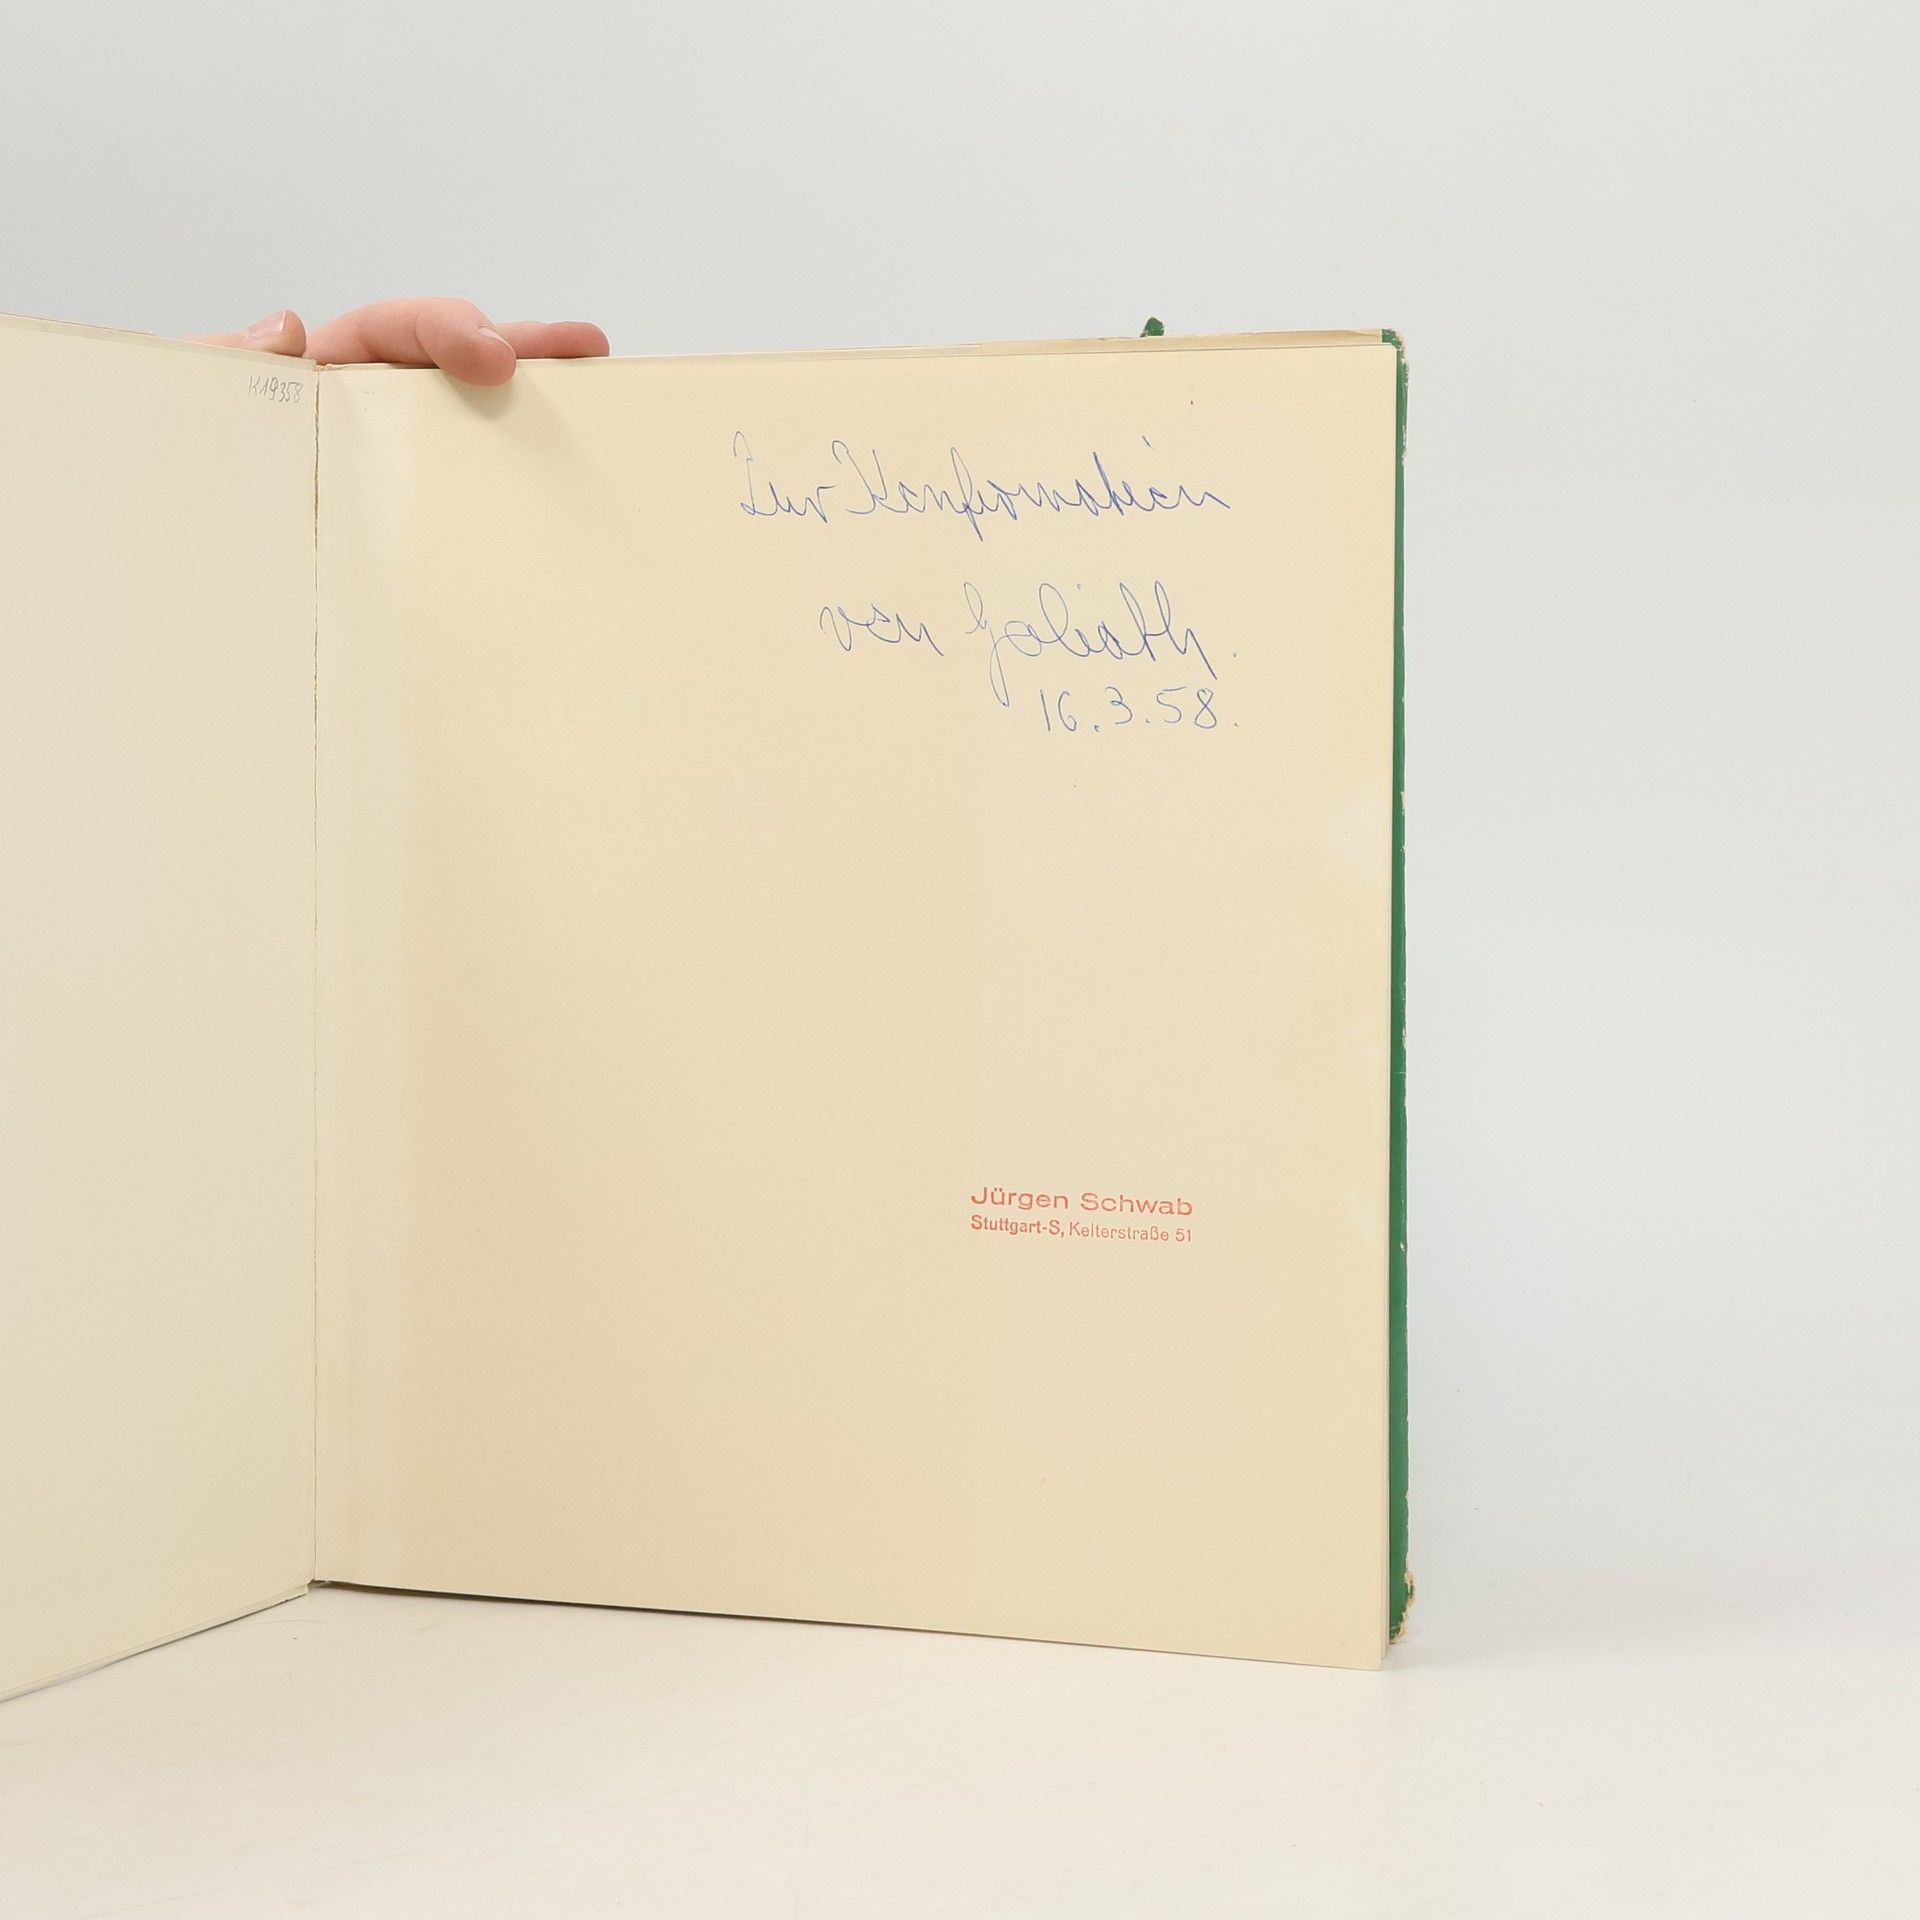 K19358
Zur Konfirmation
von Goliath.
16.3.58.
Jürgen Schwab
Stuttgart-S, Kelterstraße 51